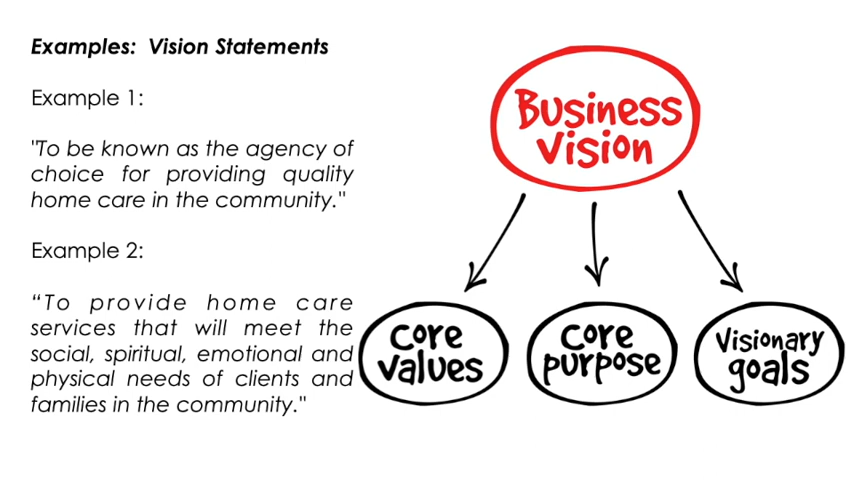 Examples:  Vision Statements
Example 1:
"To be known as the agency of
choice for providing quality
home care in the community."
Example 2:
“To provide home care
services that will meet the
social, spiritual, emotional and
physical needs of clients and
families in the community."
Business
Vision
core
values
core
purpose
Visionary
goals